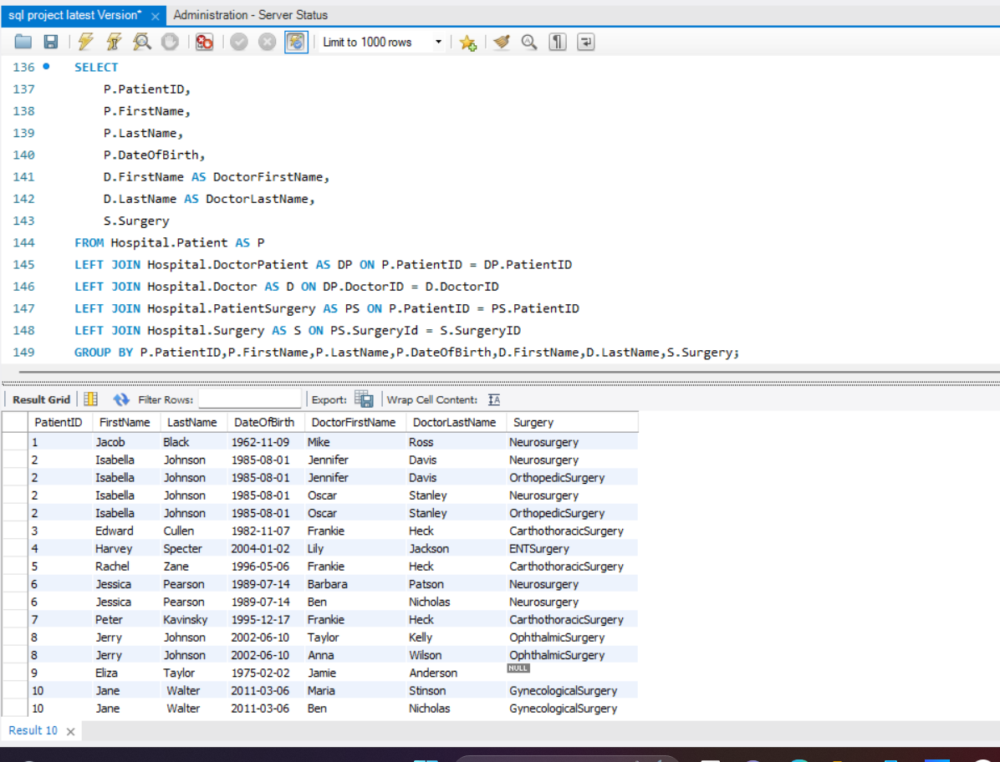 sql project latest Version* × Administration - Server Status
Limit to 1000 rows
136 SELECT
137 P.PatientID,
138 P.FirstName,
139 P.LastName,
140 P.DateOfBirth,
141 D.FirstName AS DoctorFirstName,
142 D.LastName AS DoctorLastName,
143 S.Surgery
144 FROM Hospital.Patient AS P
145 LEFT JOIN Hospital.DoctorPatient AS DP ON P.PatientID = DP.PatientID
146 LEFT JOIN Hospital.Doctor AS D ON DP.DoctorID = D.DoctorID
147 LEFT JOIN Hospital.PatientSurgery AS PS ON P.PatientID = PS.PatientID
148 LEFT JOIN Hospital.Surgery AS S ON PS.SurgeryId = S.SurgeryID
149 GROUP BY P.PatientID,P.FirstName,P.LastName,P.DateOfBirth,D.FirstName,D.LastName,S.Surgery;
Result Grid Filter Rows: Export: Wrap Cell Content:
PatientID FirstName LastName DateOfBirth DoctorFirstName DoctorLastName Surgery
1 Jacob Black 1962-11-09 Mike Ross Neurosurgery
2 Isabella Johnson 1985-08-01 Jennifer Davis Neurosurgery
2 Isabella Johnson 1985-08-01 Jennifer Davis OrthopedicSurgery
2 Isabella Johnson 1985-08-01 Oscar Stanley Neurosurgery
2 Isabella Johnson 1985-08-01 Oscar Stanley OrthopedicSurgery
3 Edward Cullen 1982-11-07 Frankie Heck CarthothoracicSurgery
4 Harvey Specter 2004-01-02 Lily Jackson ENTSurgery
5 Rachel Zane 1996-05-06 Frankie Heck CarthothoracicSurgery
6 Jessica Pearson 1989-07-14 Barbara Patson Neurosurgery
6 Jessica Pearson 1989-07-14 Ben Nicholas Neurosurgery
7 Peter Kavinsky 1995-12-17 Frankie Heck CarthothoracicSurgery
8 Jerry Johnson 2002-06-10 Taylor Kelly OphthalmicSurgery
8 Jerry Johnson 2002-06-10 Anna Wilson OphthalmicSurgery
9 Eliza Taylor 1975-02-02 Jamie Anderson NULL
10 Jane Walter 2011-03-06 Maria Stinson GynecologicalSurgery
10 Jane Walter 2011-03-06 Ben Nicholas GynecologicalSurgery
Result 10 ×